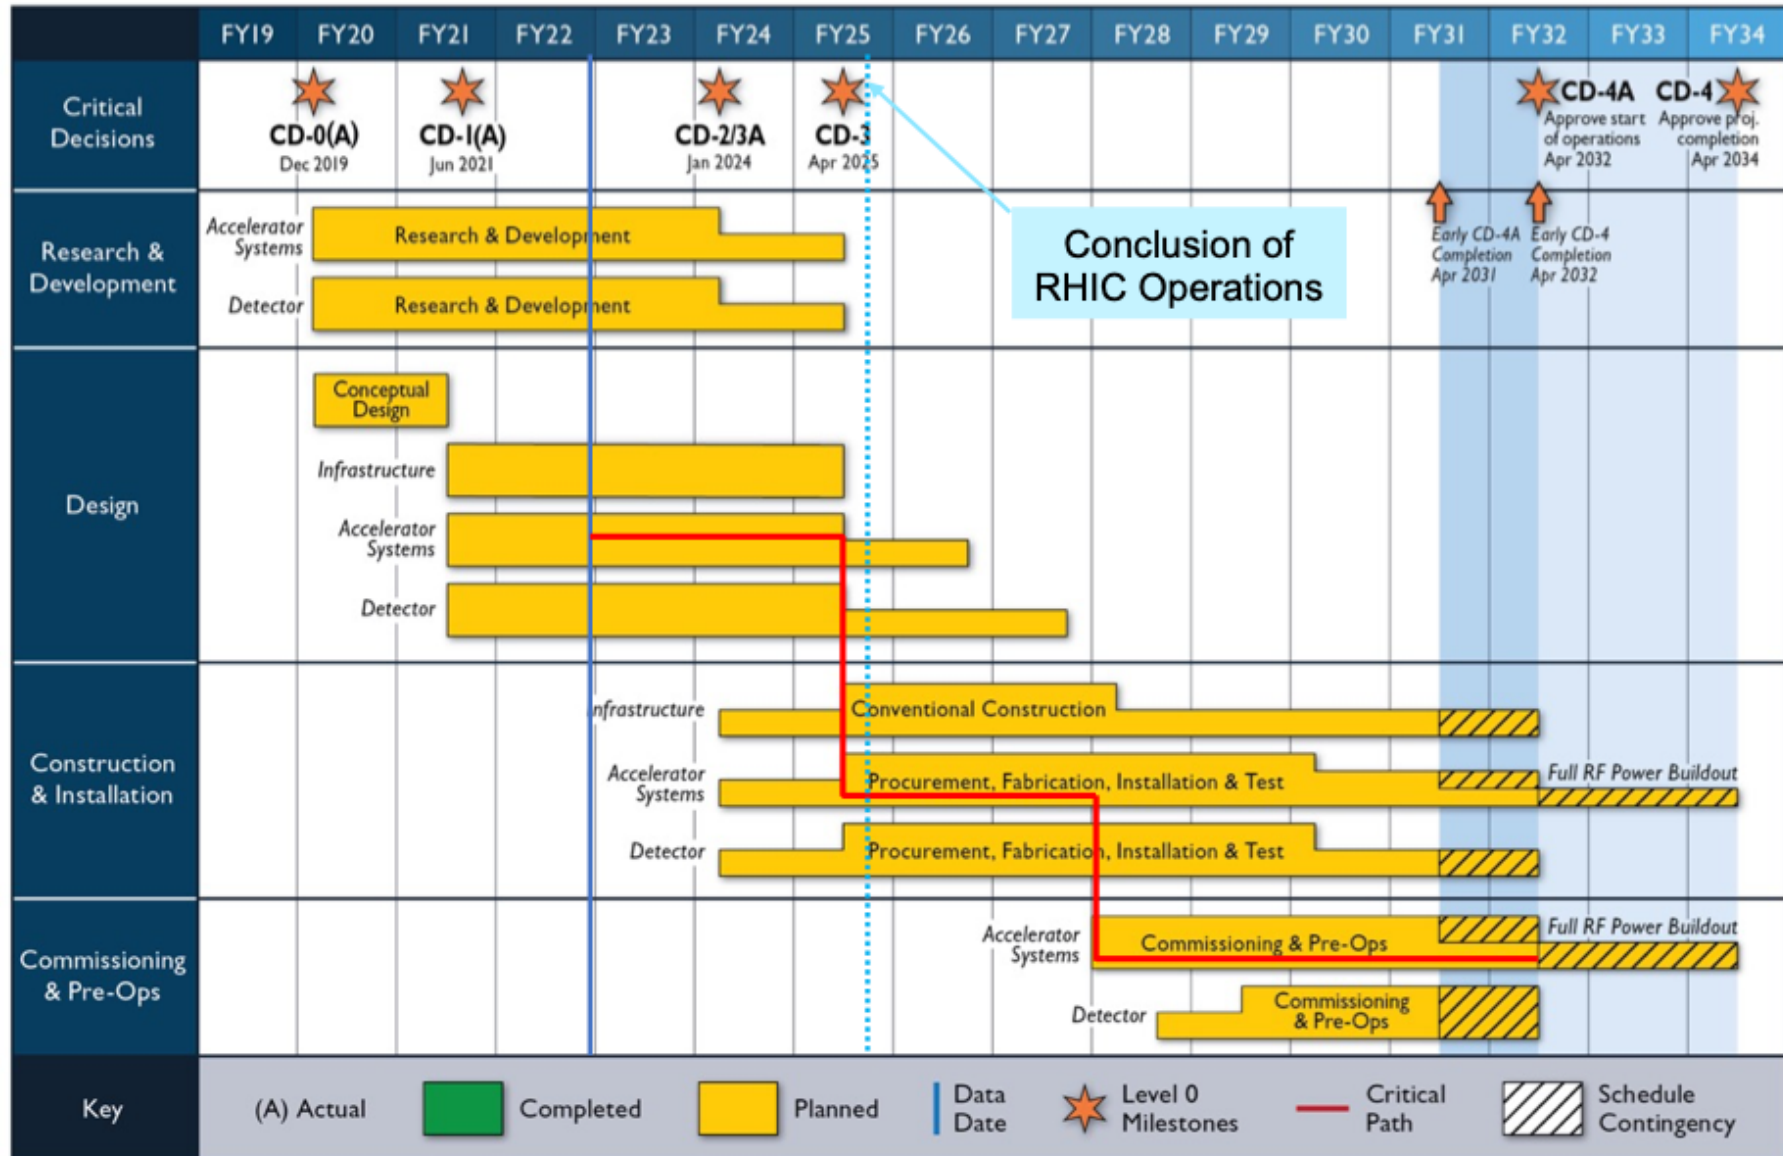 FY19 FY20 FY21 FY22 FY23 FY24 FY25 FY26 FY27 FY28 FY29 FY30 FY31 FY32 FY33 FY34
Critical
Decisions
CD-0(A)
Dec 2019
CD-1(A)
Jun 2021
CD-2/3A
Jan 2024
CD-3
Apr 2025
CD-4A
Approve start
of operations
Apr 2032
CD-4
Approve proj.
completion
Apr 2034
Research &
Development
Accelerator
Systems
Research & Development
Detector
Research & Development
Conclusion of
RHIC Operations
Early CD-4A
Completion
Apr 2031
Early CD-4
Completion
Apr 2032
Design
Conceptual
Design
Infrastructure
Accelerator
Systems
Detector
Construction
& Installation
Infrastructure
Conventional Construction
Accelerator
Systems
Procurement, Fabrication, Installation & Test
Full RF Power Buildout
Detector
Procurement, Fabrication, Installation & Test
Commissioning
& Pre-Ops
Accelerator
Systems
Commissioning & Pre-Ops
Full RF Power Buildout
Detector
Commissioning
& Pre-Ops
Key
(A) Actual
Completed
Planned
Data
Date
Level 0
Milestones
Critical
Path
Schedule
Contingency